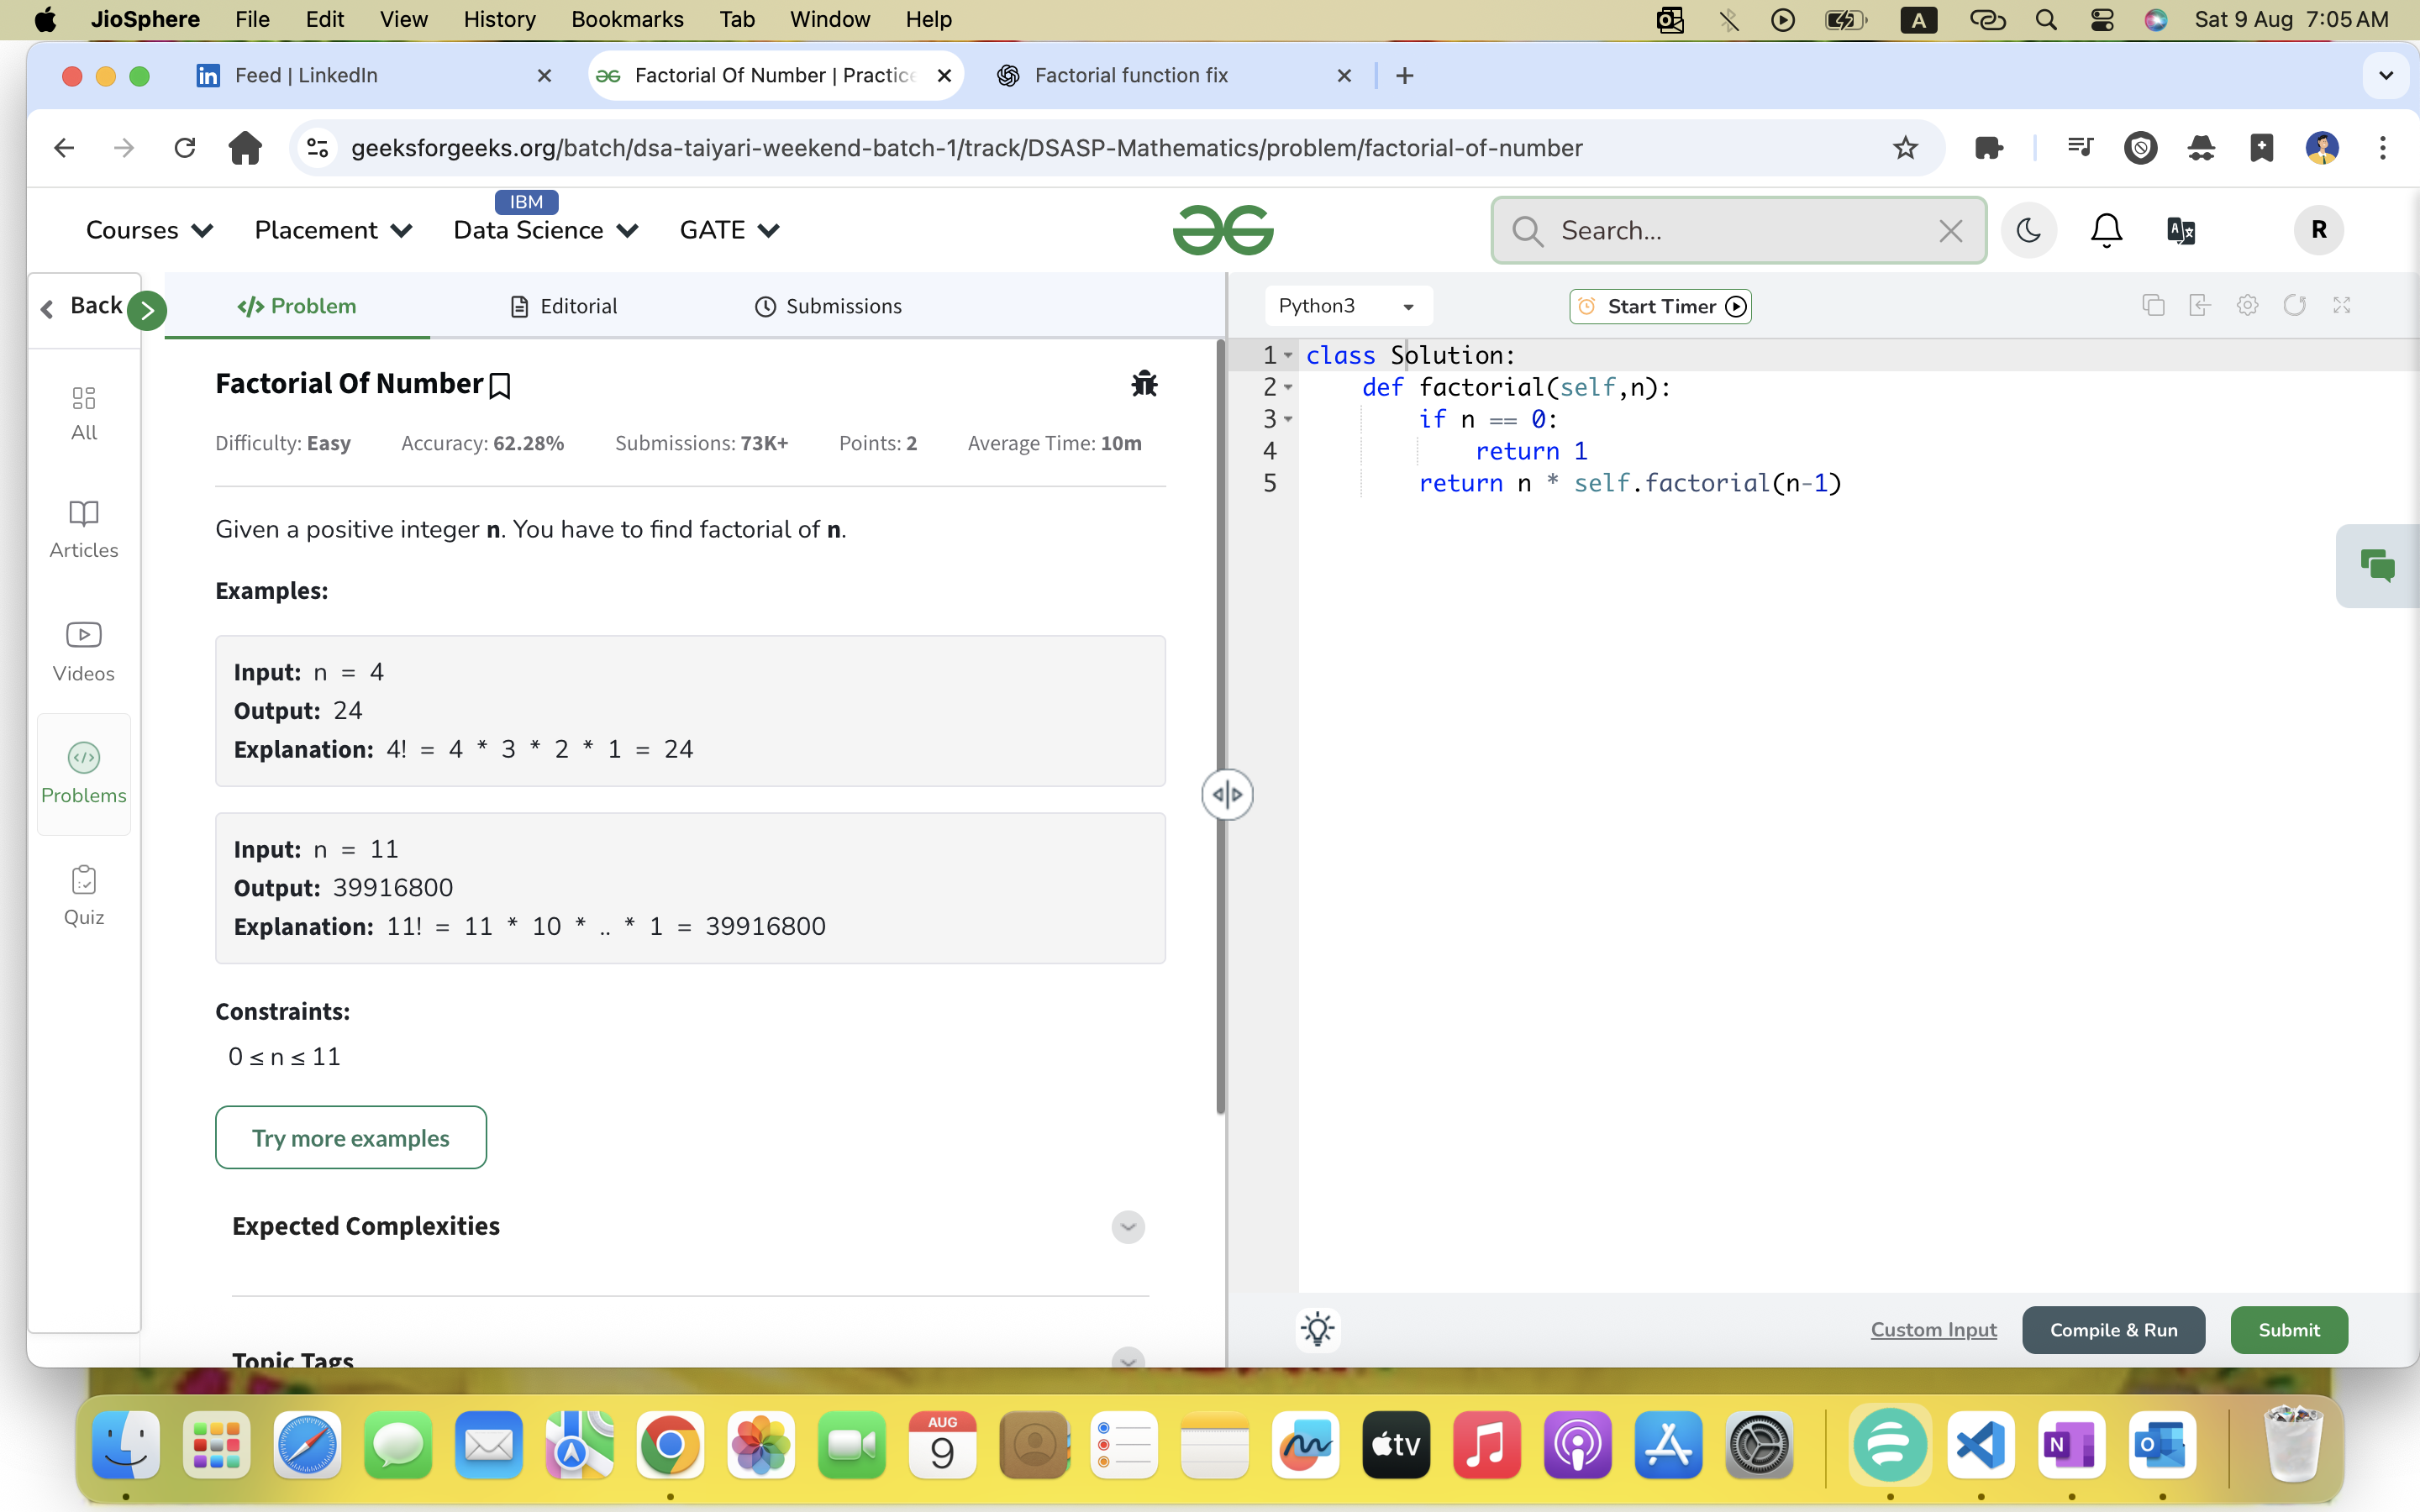 JioSphere File Edit View History Bookmarks Tab Window Help A Sat 9 Aug 7:05 AM
in Feed | LinkedIn Factorial Of Number | Practice Factorial function fix
geeksforgeeks.org/batch/dsa-taiyari-weekend-batch-1/track/DSASP-Mathematics/problem/factorial-of-number
IBM
Courses Placement Data Science GATE Search... R
Back
</> Problem Editorial Submissions
Python3 Start Timer
All
Articles
Videos
Problems
Quiz
Factorial Of Number
Difficulty: Easy Accuracy: 62.28% Submissions: 73K+ Points: 2 Average Time: 10m
Given a positive integer n. You have to find factorial of n.
Examples:
Input: n = 4
Output: 24
Explanation: 4! = 4 * 3 * 2 * 1 = 24
Input: n = 11
Output: 39916800
Explanation: 11! = 11 * 10 * .. * 1 = 39916800
Constraints:
0 ≤ n ≤ 11
Try more examples
Expected Complexities
Topic Tags
1 class Solution:
2 def factorial(self,n):
3 if n == 0:
4 return 1
5 return n * self.factorial(n-1)
Custom Input Compile & Run Submit
AUG
9
tv
N
O